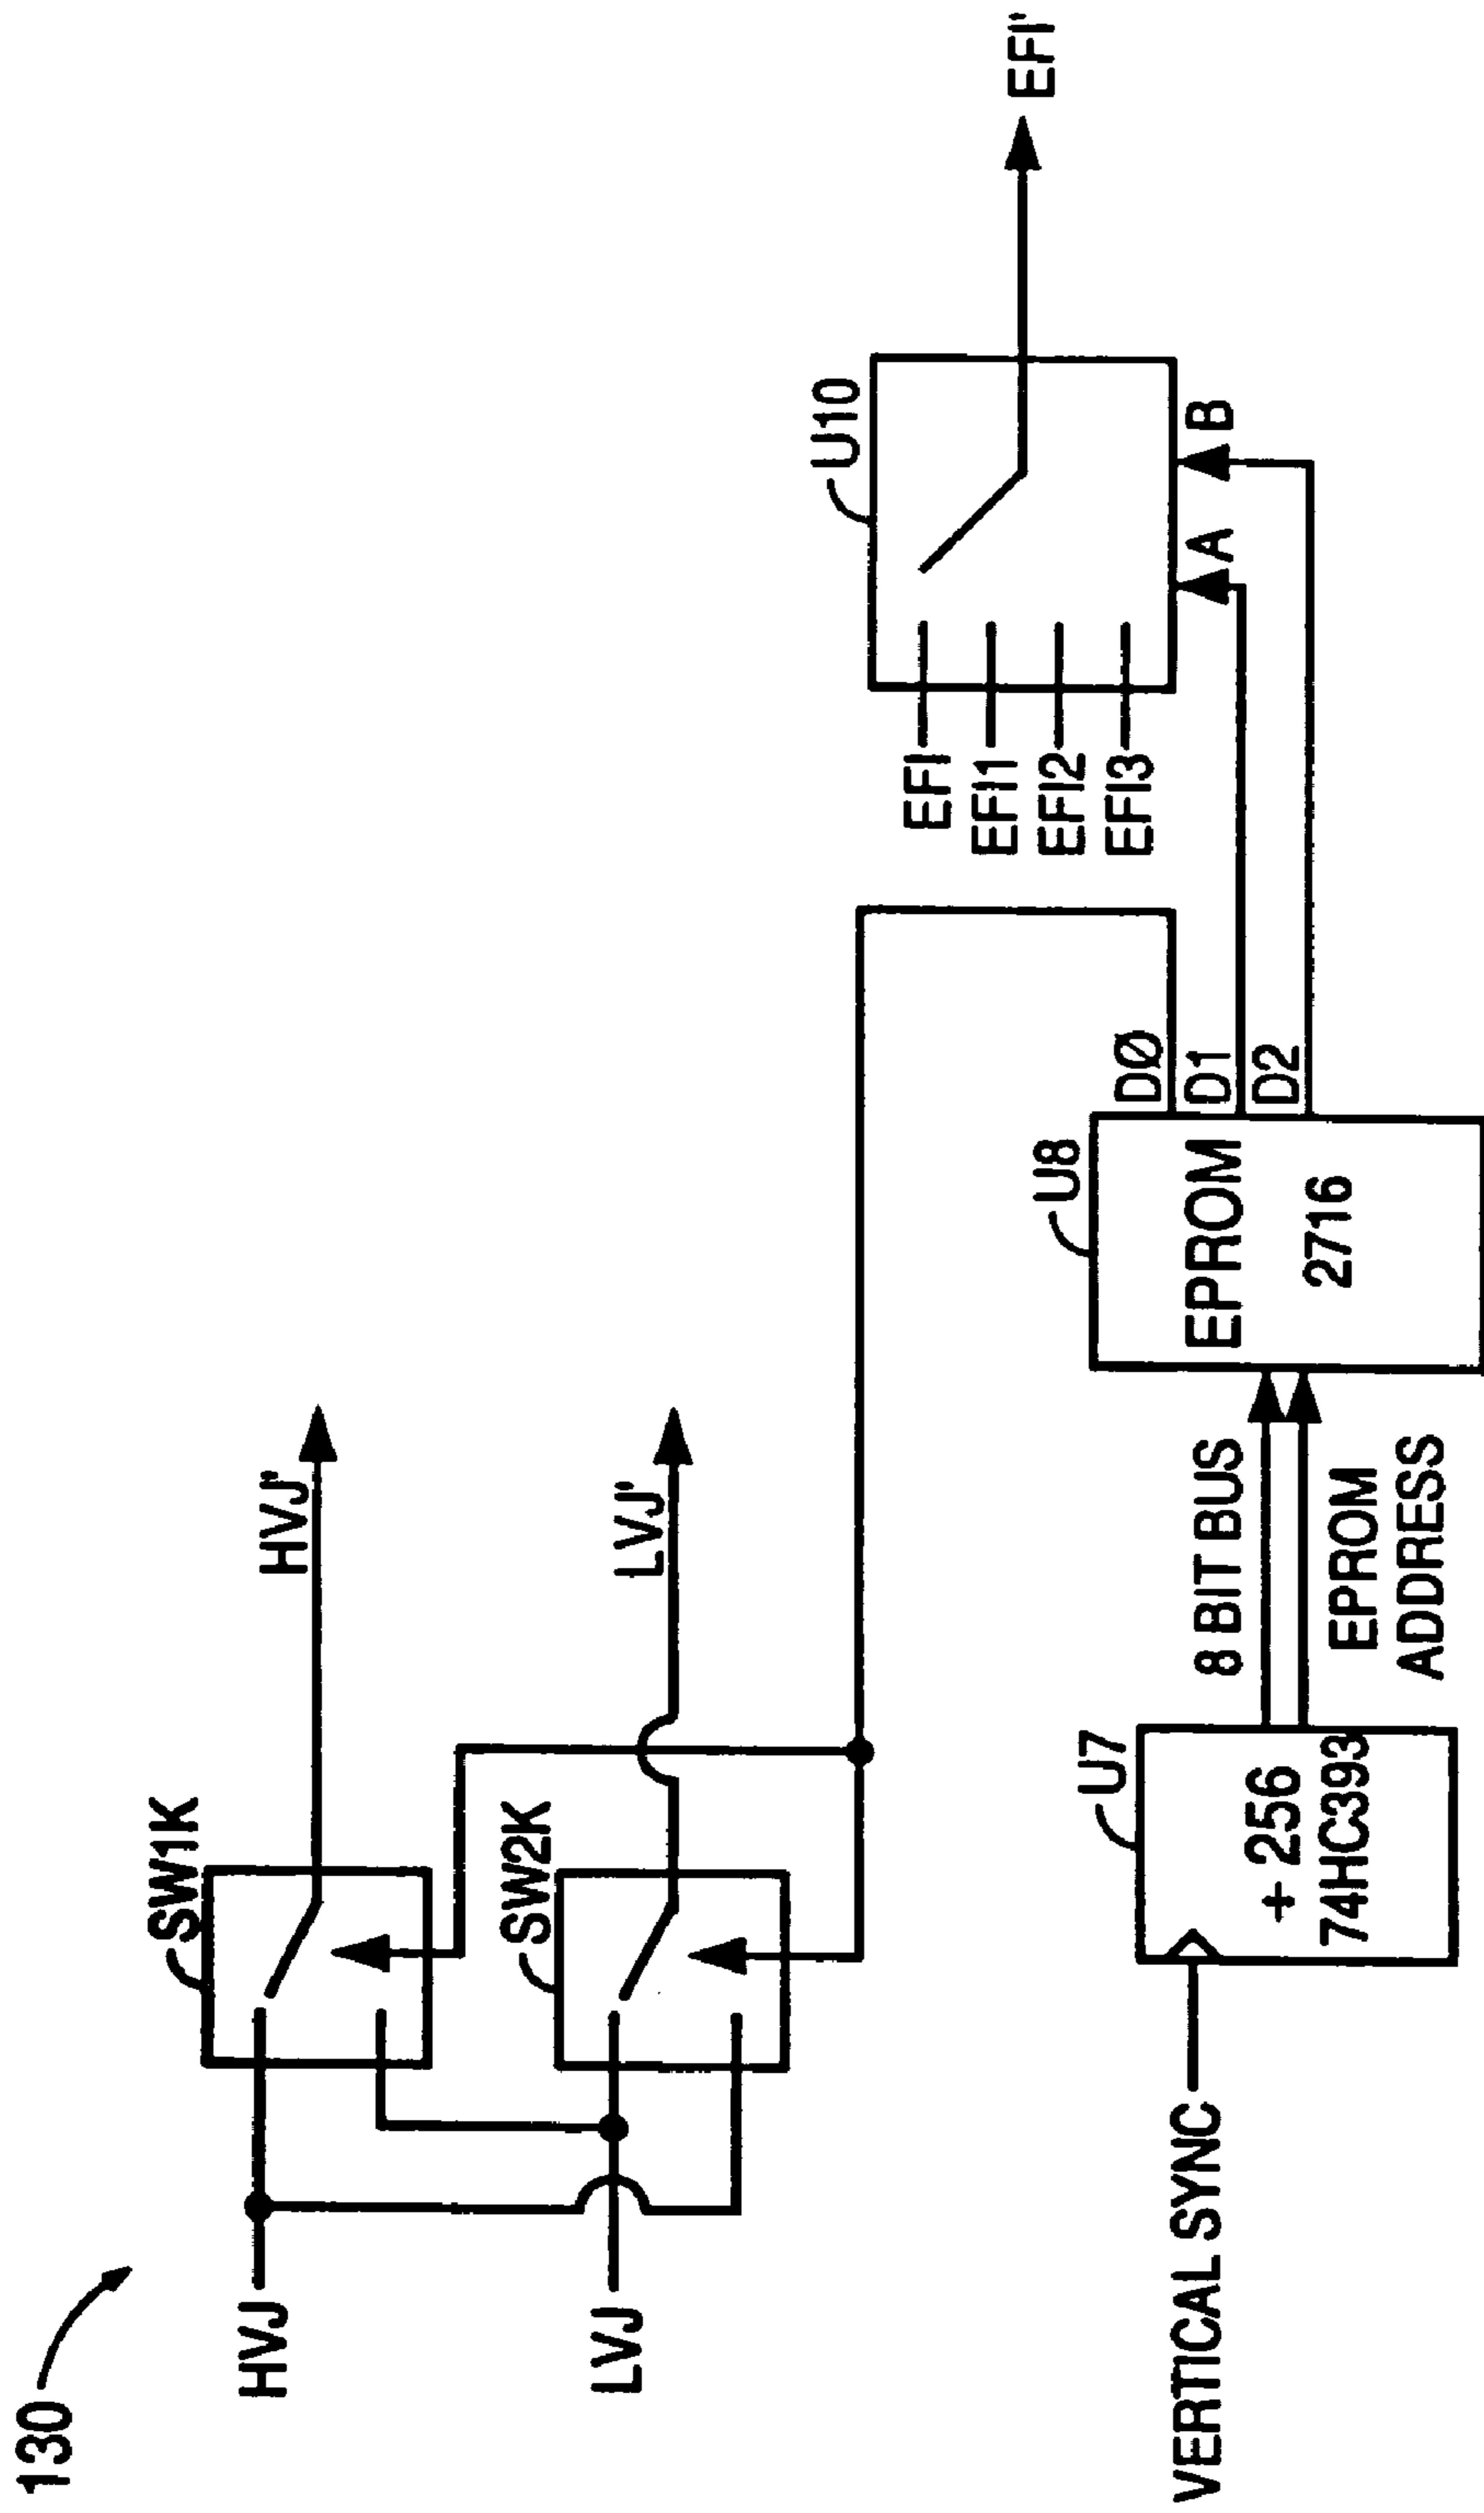 130
SW1K
HVJ
HVJ'
SW2K
LVJ
LVJ'
U10
EFI
EFI1
EFI2
EFI3
EFI'
A B
VERTICAL SYNC
U7
+ 256
74HC393
8 BIT BUS
EPROM
ADDRESS
U8
EPROM
2716
DØ
D1
D2